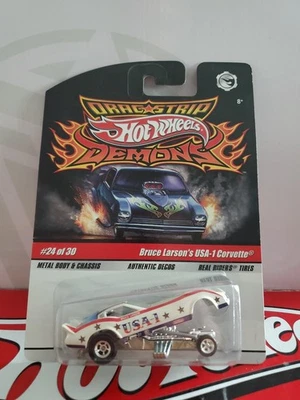 DRAG★STRIP
Hot Wheels
DEMONS
#24 of 30
Bruce Larson's USA-1 Corvette®
METAL BODY & CHASSIS
AUTHENTIC DECOS
REAL RIDERS® TIRES
USA-1